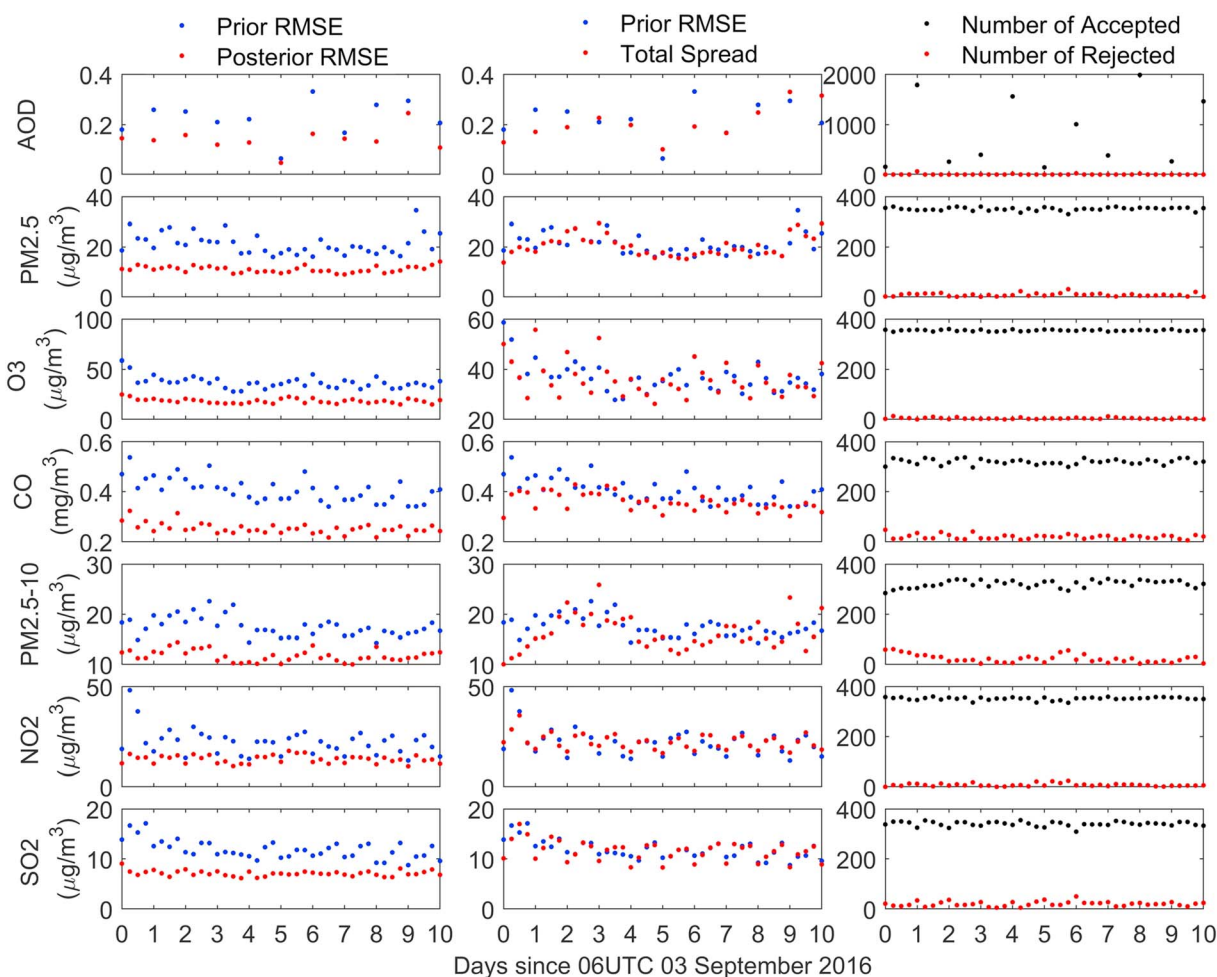 Prior RMSE Prior RMSE Number of Accepted
Posterior RMSE Total Spread Number of Rejected
AOD
0.4 0.2 0
0.4 0.2 0
2000 1000 0
PM2.5
(μg/m³)
40 20 0
40 20 0
400 200 0
O3
(μg/m³)
100 50 0
60 40 20
400 200 0
CO
(mg/m³)
0.6 0.4 0.2
0.6 0.4 0.2
400 200 0
PM2.5-10
(μg/m³)
30 20 10
30 20 10
400 200 0
NO2
(μg/m³)
50 0
50 0
400 200 0
SO2
(μg/m³)
20 10 0
20 10 0
400 200 0
0 1 2 3 4 5 6 7 8 9 10
0 1 2 3 4 5 6 7 8 9 10
0 1 2 3 4 5 6 7 8 9 10
Days since 06UTC 03 September 2016